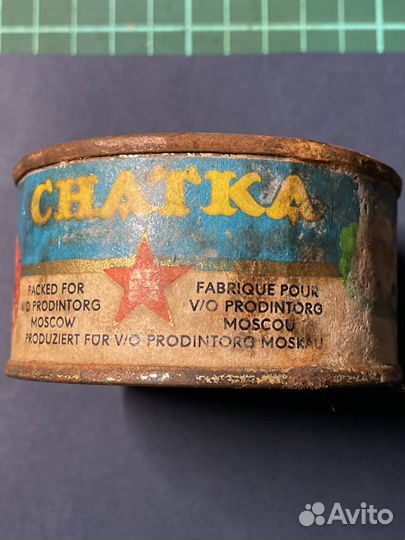 CHATKA
PACKED FOR
V/O PRODINTORG
MOSCOW
FABRIQUE POUR
V/O PRODINTORG
MOSCOU
PRODUZIERT FÜR V/O PRODINTORG MOSKAU
Avito